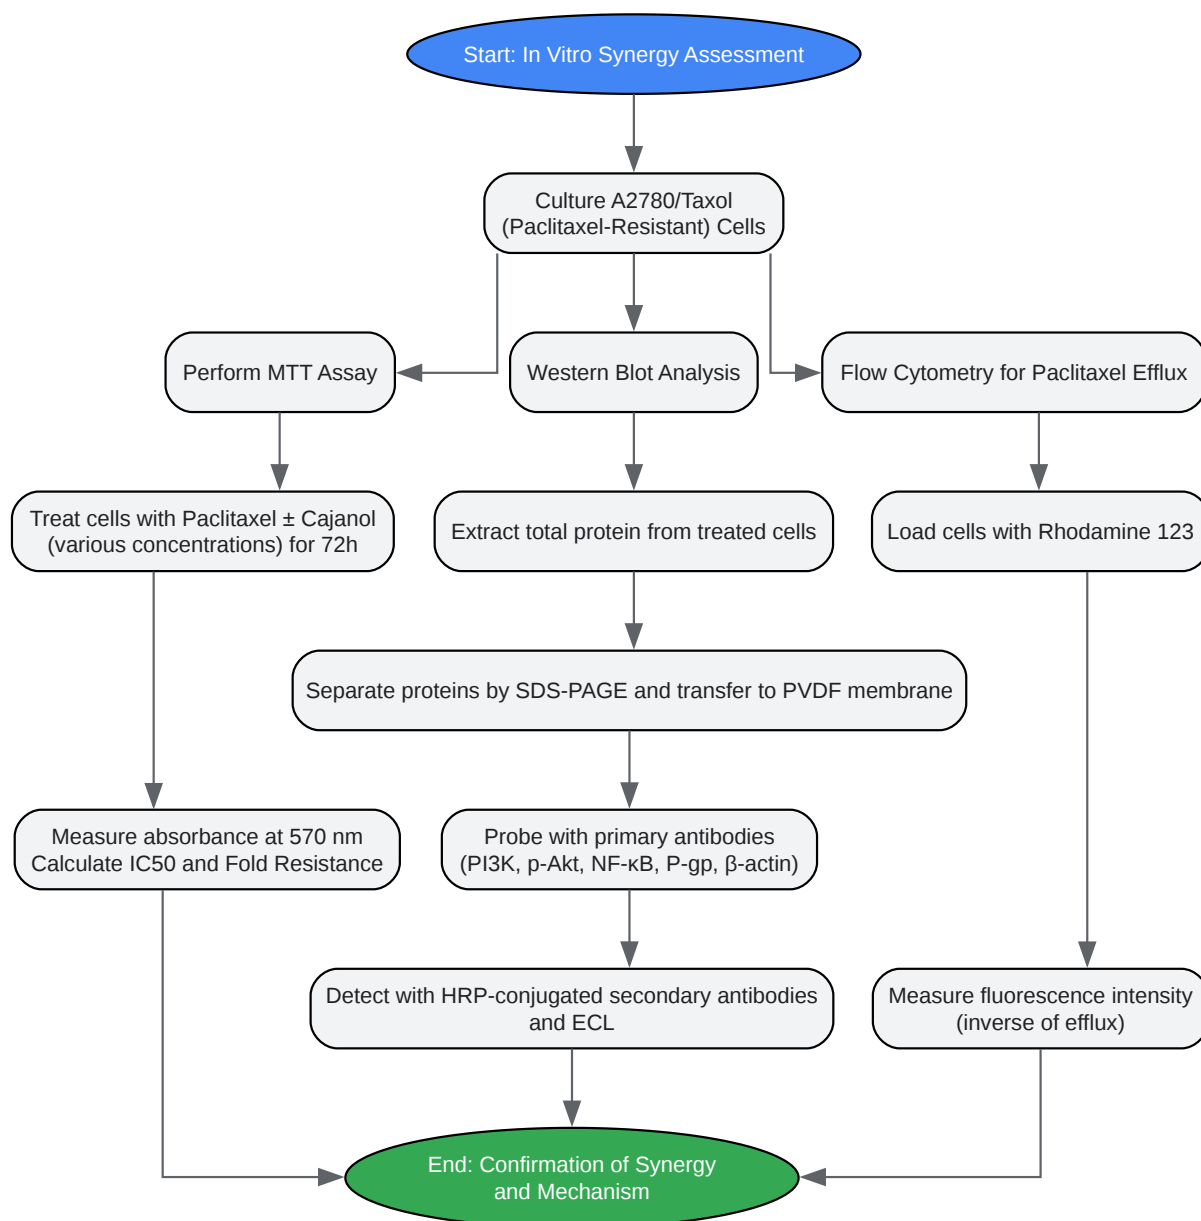 Start: In Vitro Synergy Assessment
Culture A2780/Taxol
(Paclitaxel-Resistant) Cells
Perform MTT Assay
Western Blot Analysis
Flow Cytometry for Paclitaxel Efflux
Treat cells with Paclitaxel ± Cajanol
(various concentrations) for 72h
Extract total protein from treated cells
Load cells with Rhodamine 123
Separate proteins by SDS-PAGE and transfer to PVDF membrane
Measure absorbance at 570 nm
Calculate IC50 and Fold Resistance
Probe with primary antibodies
(PI3K, p-Akt, NF-κB, P-gp, β-actin)
Detect with HRP-conjugated secondary antibodies
and ECL
Measure fluorescence intensity
(inverse of efflux)
End: Confirmation of Synergy
and Mechanism